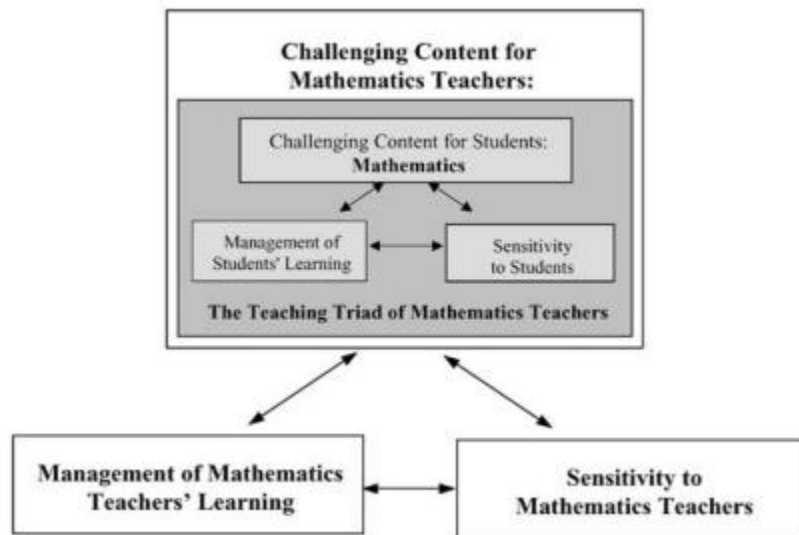 Challenging Content for
Mathematics Teachers:
Challenging Content for Students:
Mathematics
Management of
Students' Learning
Sensitivity
to Students
The Teaching Triad of Mathematics Teachers
Management of Mathematics
Teachers’ Learning
Sensitivity to
Mathematics Teachers